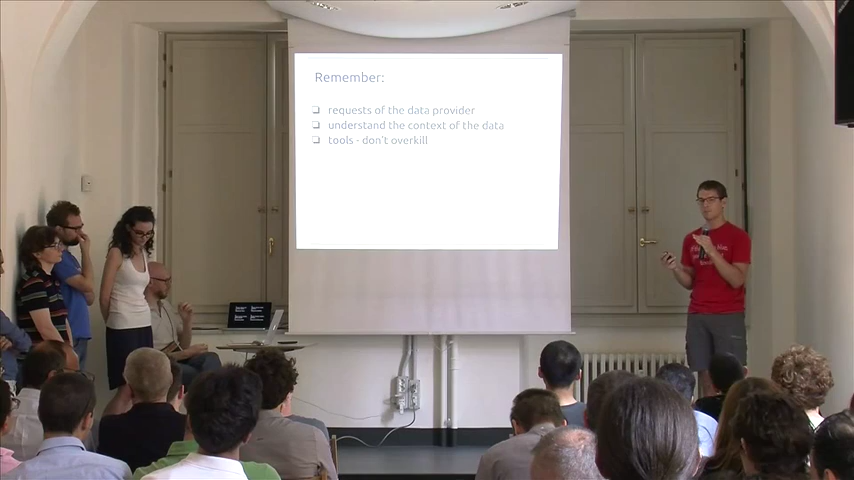 Remember:
❑ requests of the data provider
❑ understand the context of the data
❑ tools - don't overkill